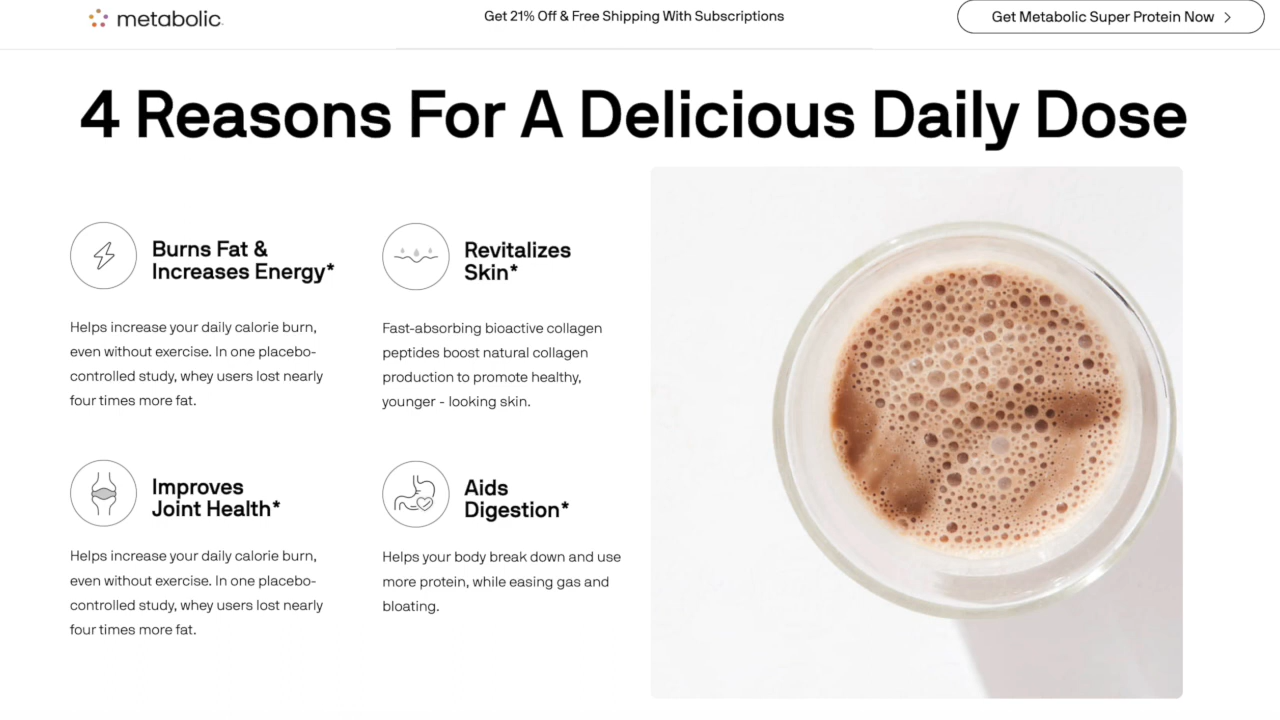 metabolic.
Get 21% Off & Free Shipping With Subscriptions
Get Metabolic Super Protein Now
4 Reasons For A Delicious Daily Dose
Burns Fat &
Increases Energy*
Helps increase your daily calorie burn,
even without exercise. In one placebo-
controlled study, whey users lost nearly
four times more fat.
Revitalizes
Skin*
Fast-absorbing bioactive collagen
peptides boost natural collagen
production to promote healthy,
younger - looking skin.
Improves
Joint Health*
Helps increase your daily calorie burn,
even without exercise. In one placebo-
controlled study, whey users lost nearly
four times more fat.
Aids
Digestion*
Helps your body break down and use
more protein, while easing gas and
bloating.